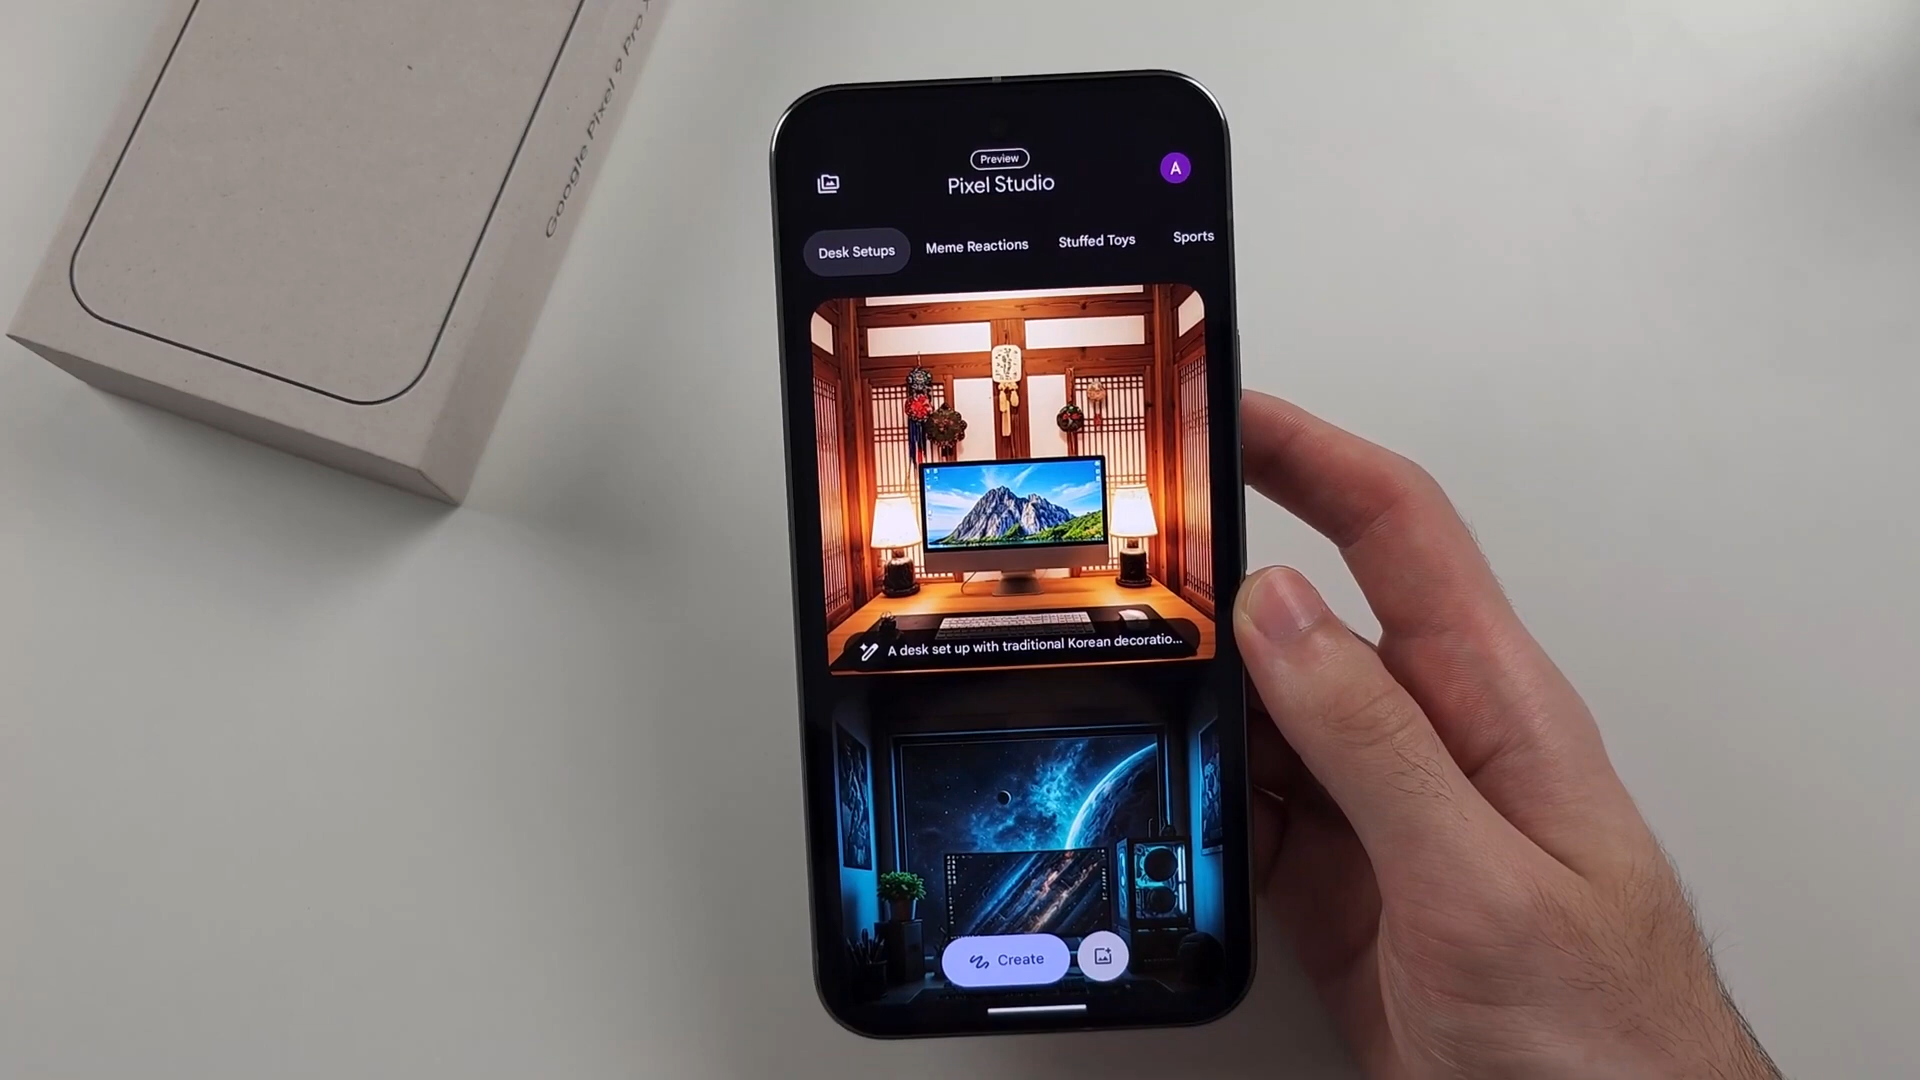 Google Pixel 9 Pro
Preview
Pixel Studio
A
Desk Setups
Meme Reactions
Stuffed Toys
Sports
A desk set up with traditional Korean decoratio...
Create